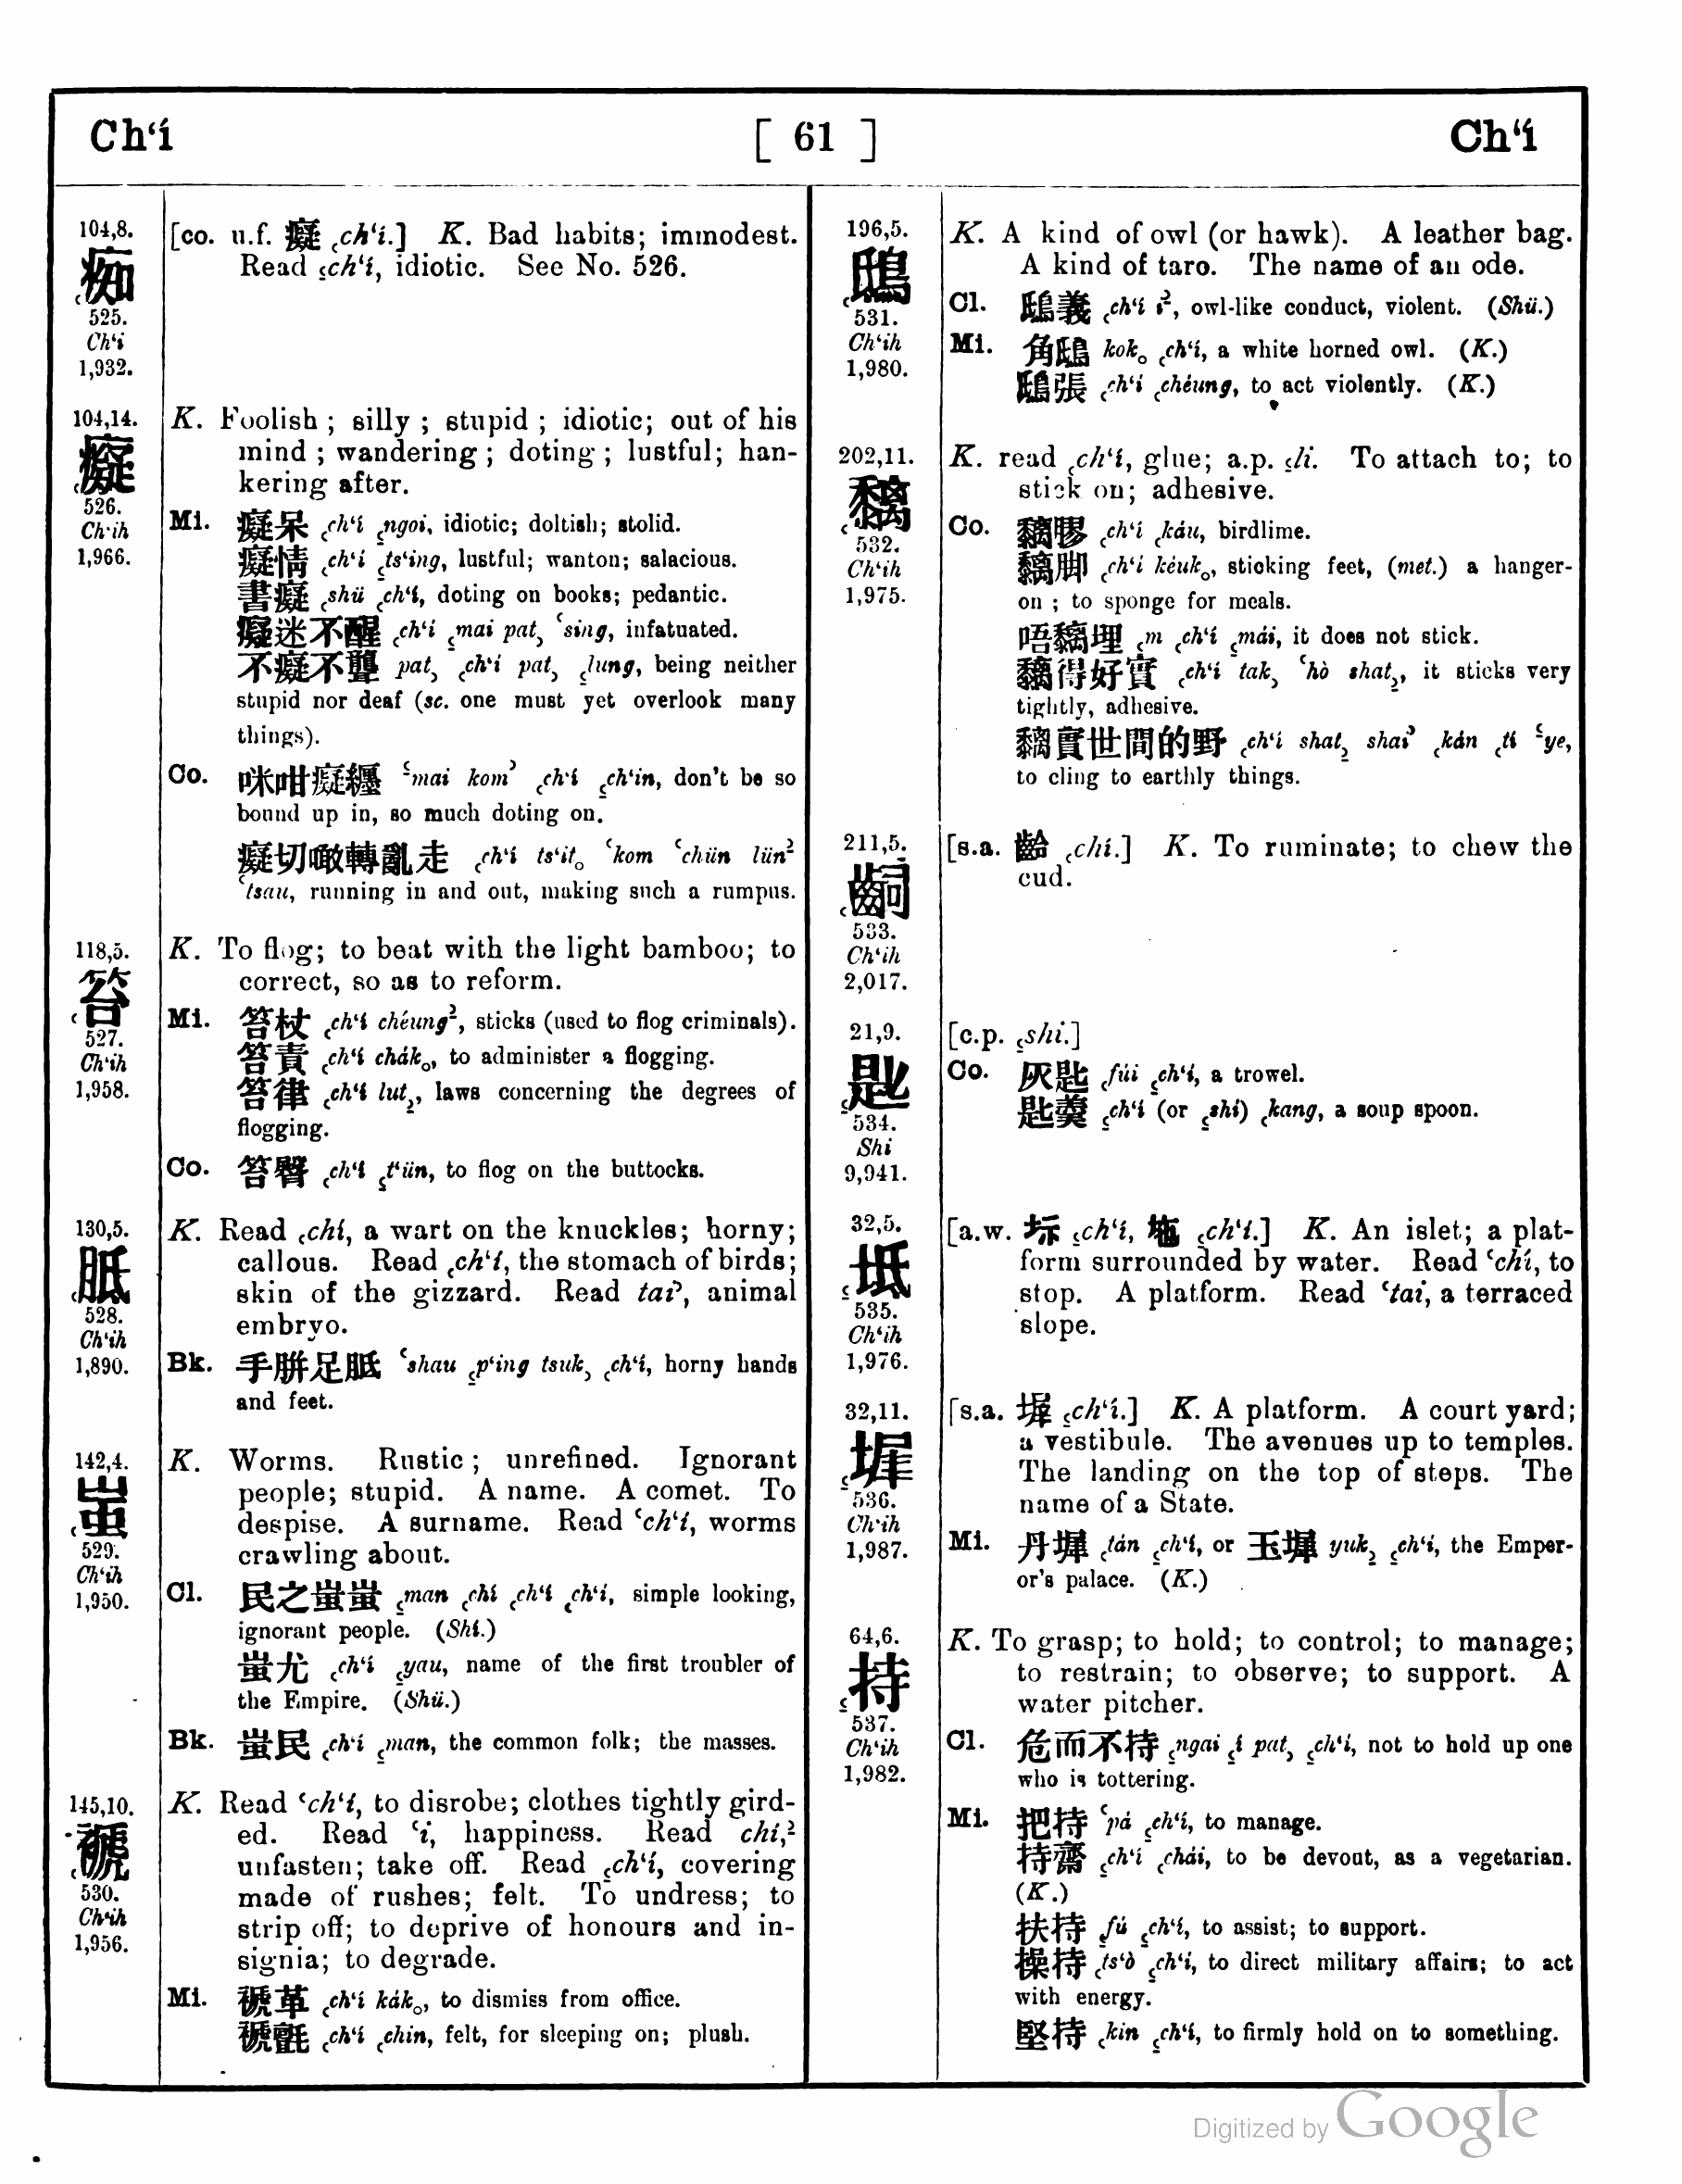 Ch‘í [ 61 ] Ch‘í
104,8.
痴
525.
Ch‘i
1,932.
[co. u.f. 癡 ˛ch‘í.] K. Bad habits; immodest.
Read ˛ch‘í, idiotic. See No. 526.
104,14.
癡
526.
Ch‘ih
1,966.
K. Foolish; silly; stupid; idiotic; out of his
mind; wandering; doting; lustful; han-
kering after.
Mi. 癡呆 ˛ch‘í ˛ngoi, idiotic; doltish; stolid.
癡情 ˛ch‘í ˛ts‘ing, lustful; wanton; salacious.
書癡 ˛shü ˛ch‘í, doting on books; pedantic.
癡迷不醒 ˛ch‘í ˛mai pat, ‘sing, infatuated.
不癡不聾 pat, ˛ch‘í pat, ˛lung, being neither
stupid nor deaf (sc. one must yet overlook many
things).
Co. 咪咁癡纏 ‘mai kom’ ˛ch‘í ˛ch‘in, don't be so
bound up in, so much doting on.
癡切噉轉亂走 ˛ch‘í ts‘it。 ‘kom ‘chün lün²
‘tsau, running in and out, making such a rumpus.
118,5.
笞
527.
Ch‘ih
1,958.
K. To flog; to beat with the light bamboo; to
correct, so as to reform.
Mi. 笞杖 ˛ch‘í chéung², sticks (used to flog criminals).
笞責 ˛ch‘í chák。, to administer a flogging.
笞律 ˛ch‘í lut₂, laws concerning the degrees of
flogging.
Co. 笞臀 ˛ch‘í ˛t‘ün, to flog on the buttocks.
130,5.
胝
528.
Ch‘ih
1,890.
K. Read ˛chí, a wart on the knuckles; horny;
callous. Read ˛ch‘í, the stomach of birds;
skin of the gizzard. Read tai’, animal
embryo.
Bk. 手胼足胝 ‘shau ˛p‘ing tsuk, ˛ch‘í, horny hands
and feet.
142,4.
蚩
529.
Ch‘ih
1,950.
K. Worms. Rustic; unrefined. Ignorant
people; stupid. A name. A comet. To
despise. A surname. Read ‘ch‘í, worms
crawling about.
Cl. 民之蚩蚩 ˛man ˛chí ˛ch‘í ˛ch‘í, simple looking,
ignorant people. (Shí.)
蚩尤 ˛ch‘í ˛yau, name of the first troubler of
the Empire. (Shü.)
Bk. 蚩民 ˛ch‘í ˛man, the common folk; the masses.
145,10.
褫
530.
Ch‘ih
1,956.
K. Read ‘ch‘í, to disrobe; clothes tightly gird-
ed. Read ‘í, happiness. Read chí,²
unfasten; take off. Read ˛ch‘í, covering
made of rushes; felt. To undress; to
strip off; to deprive of honours and in-
signia; to degrade.
Mi. 褫革 ˛ch‘í kák。, to dismiss from office.
褫氈 ˛ch‘í ˛chin, felt, for sleeping on; plush.
196,5.
鴟
531.
Ch‘ih
1,980.
K. A kind of owl (or hawk). A leather bag.
A kind of taro. The name of an ode.
Cl. 鴟義 ˛ch‘í í², owl-like conduct, violent. (Shü.)
Mi. 角鴟 kok。 ˛ch‘í, a white horned owl. (K.)
鴟張 ˛ch‘í ˛chéung, to act violently. (K.)
202,11.
黐
532.
Ch‘ih
1,975.
K. read ˛ch‘í, glue; a.p. ˛li. To attach to; to
stick on; adhesive.
Co. 黐膠 ˛ch‘í ˛káu, birdlime.
黐脚 ˛ch‘í kéuk。, sticking feet, (met.) a hanger-
on; to sponge for meals.
唔黐埋 ˛m ˛ch‘í ˛mái, it does not stick.
黐得好實 ˛ch‘í tak, ‘hò shat₂, it sticks very
tightly, adhesive.
黐實世間的野 ˛ch‘í shat₂ shai’ ˛kán ˛tí ‘ye,
to cling to earthly things.
211,5.
齝
533.
Ch‘ih
2,017.
[s.a. 齡 ˛chí.] K. To ruminate; to chew the
cud.
21,9.
匙
534.
Shi
9,941.
[c.p. ˛shí.]
Co. 灰匙 ˛fúi ˛ch‘í, a trowel.
匙羹 ˛ch‘í (or ˛shí) ˛kang, a soup spoon.
32,5.
坻
535.
Ch‘ih
1,976.
[a.w. ˛ch‘í, ˛ch‘í.] K. An islet; a plat-
form surrounded by water. Read ‘chí, to
stop. A platform. Read ‘tai, a terraced
slope.
32,11.
墀
536.
Ch‘ih
1,987.
[s.a. ˛ch‘í.] K. A platform. A court yard;
a vestibule. The avenues up to temples.
The landing on the top of steps. The
name of a State.
Mi. 丹墀 ˛tán ˛ch‘í, or 玉墀 yuk₂ ˛ch‘í, the Emper-
or's palace. (K.)
64,6.
持
537.
Ch‘ih
1,982.
K. To grasp; to hold; to control; to manage;
to restrain; to observe; to support. A
water pitcher.
Cl. 危而不持 ˛ngai ˛í pat, ˛ch‘í, not to hold up one
who is tottering.
Mi. 把持 ‘pá ˛ch‘í, to manage.
持齋 ˛ch‘í ˛chái, to be devout, as a vegetarian.
(K.)
扶持 ˛fú ˛ch‘í, to assist; to support.
操持 ˛ts‘ò ˛ch‘í, to direct military affairs; to act
with energy.
堅持 ˛kin ˛ch‘í, to firmly hold on to something.
Digitized by Google